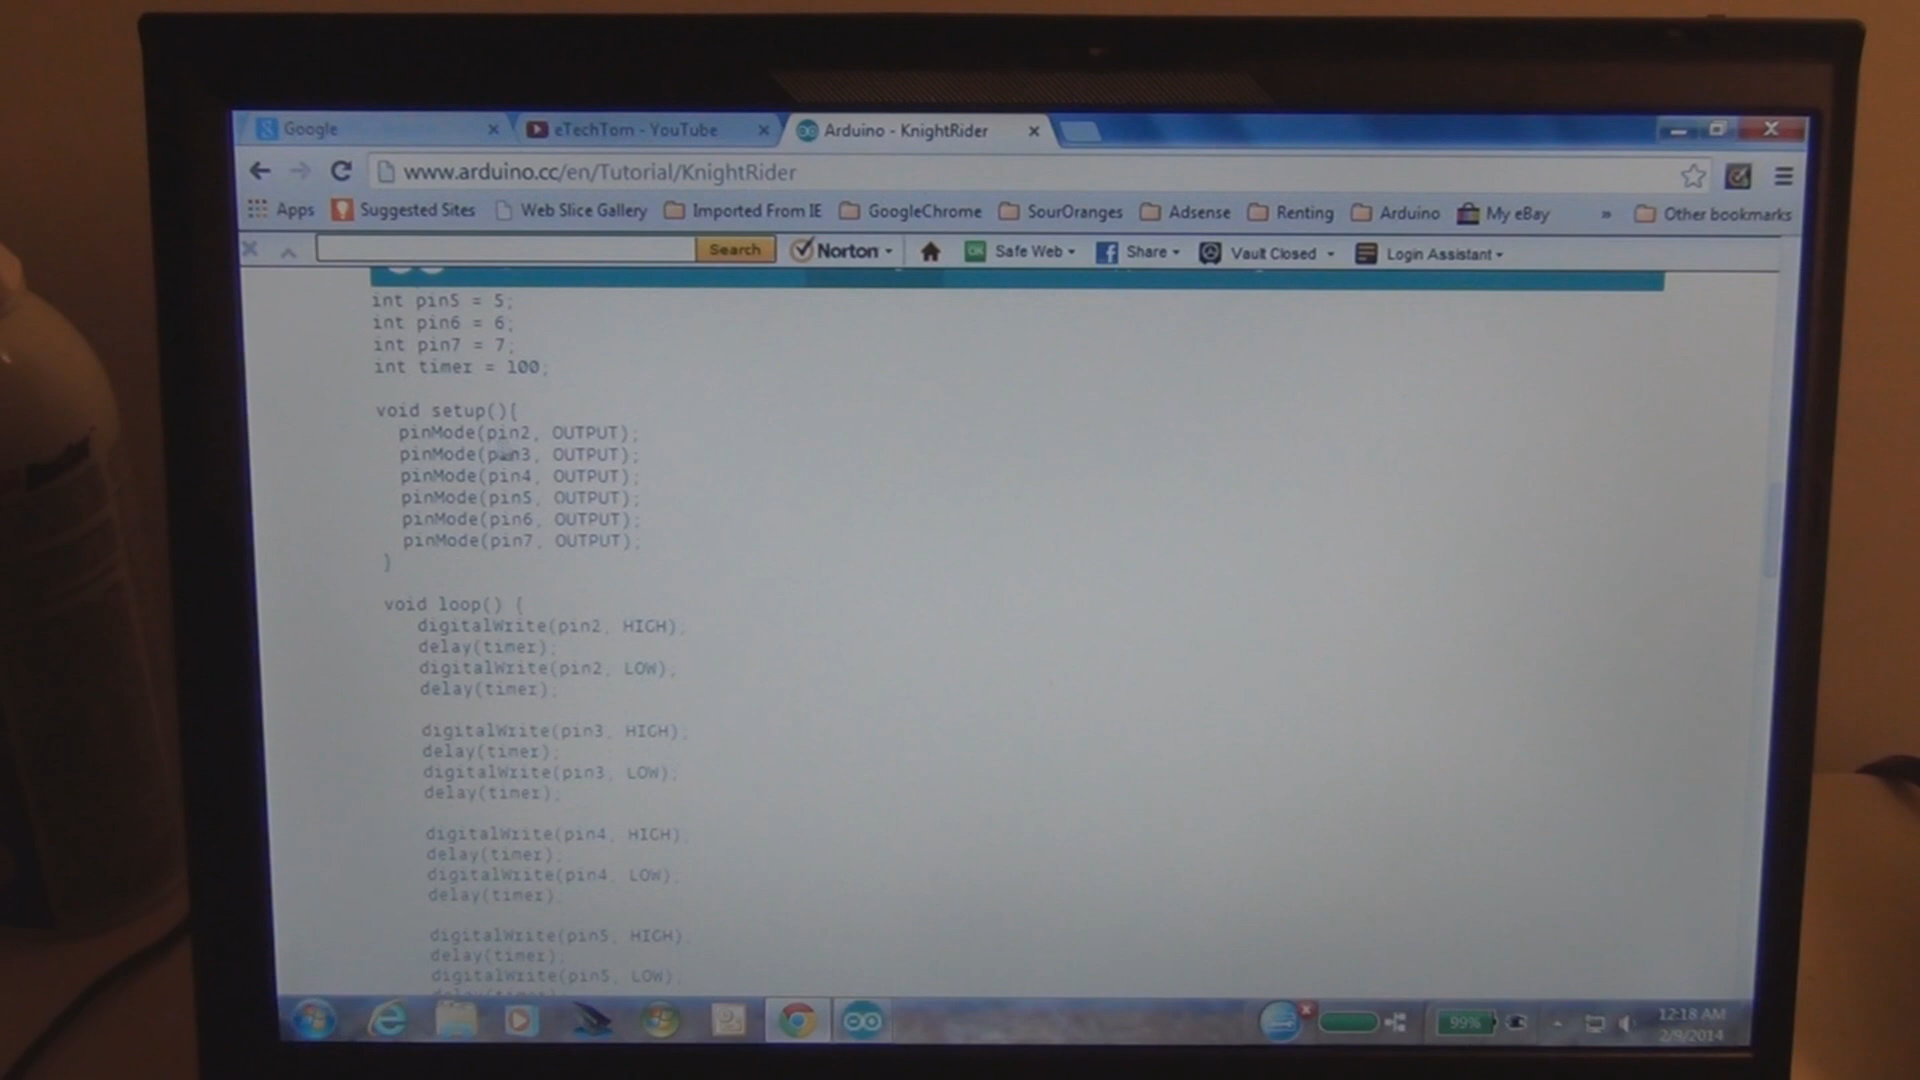 Google
eTechTom - YouTube
Arduino - KnightRider
www.arduino.cc/en/Tutorial/KnightRider
Apps Suggested Sites Web Slice Gallery Imported From IE GoogleChrome SourOranges Adsense Renting Arduino My eBay » Other bookmarks
Search Norton Safe Web Share Vault Closed Login Assistant
int pin5 = 5;
int pin6 = 6;
int pin7 = 7;
int timer = 100;
void setup(){
pinMode(pin2, OUTPUT);
pinMode(pin3, OUTPUT);
pinMode(pin4, OUTPUT);
pinMode(pin5, OUTPUT);
pinMode(pin6, OUTPUT);
pinMode(pin7, OUTPUT);
}
void loop() {
digitalWrite(pin2, HIGH);
delay(timer);
digitalWrite(pin2, LOW);
delay(timer);
digitalWrite(pin3, HIGH);
delay(timer);
digitalWrite(pin3, LOW);
delay(timer);
digitalWrite(pin4, HIGH);
delay(timer);
digitalWrite(pin4, LOW);
delay(timer);
digitalWrite(pin5, HIGH);
delay(timer);
digitalWrite(pin5, LOW);
99%
12:18 AM
2/9/2014